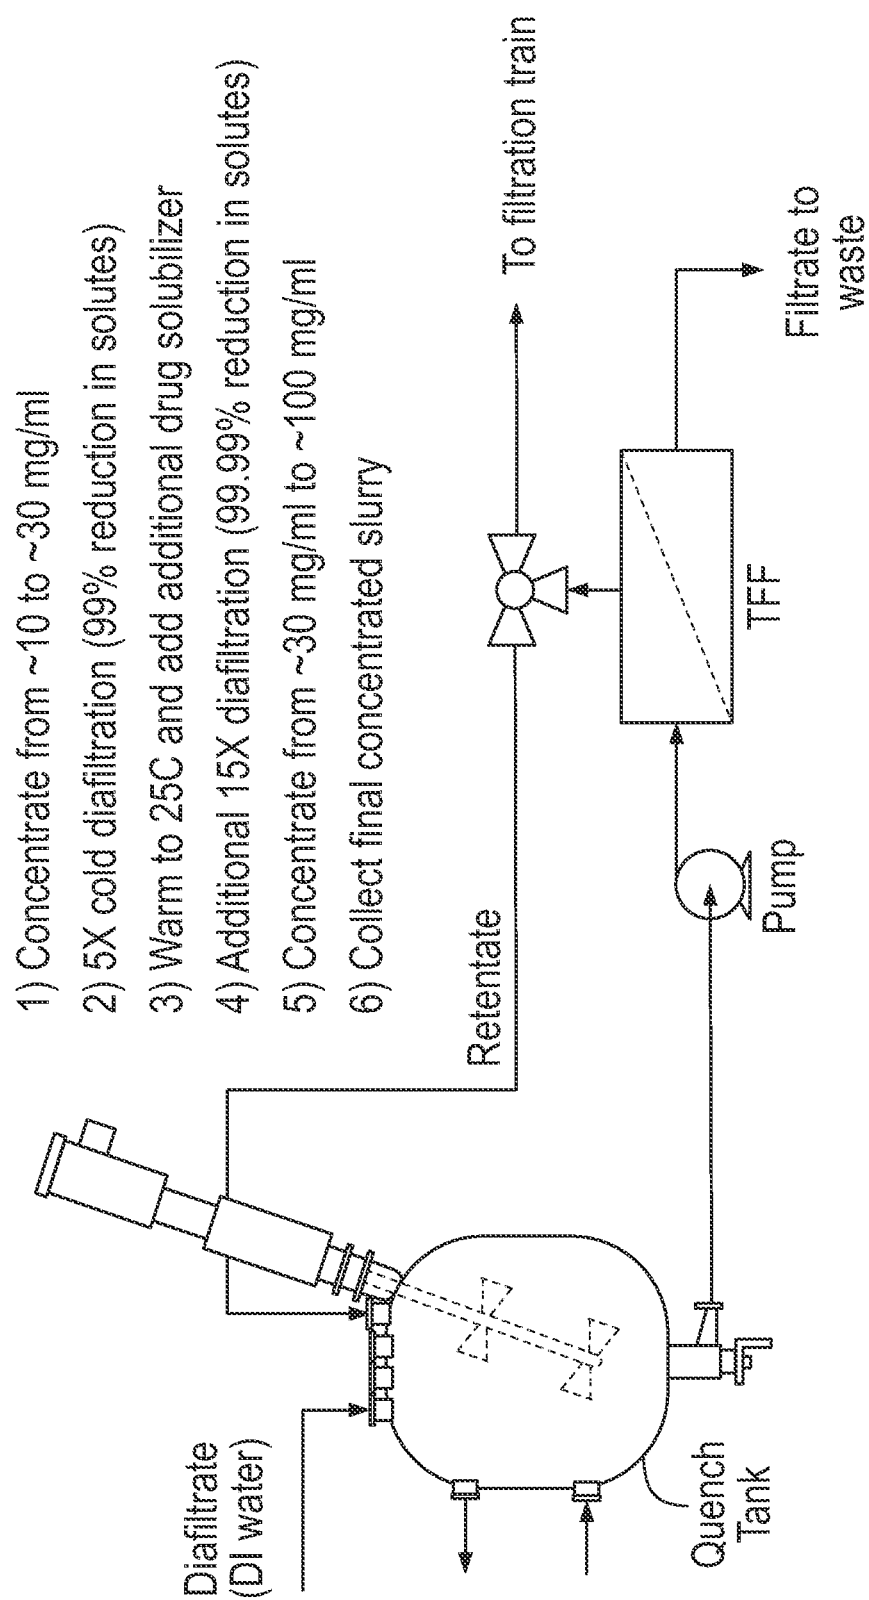 1) Concentrate from ~10 to ~30 mg/ml
2) 5X cold diafiltration (99% reduction in solutes)
3) Warm to 25C and add additional drug solubilizer
4) Additional 15X diafiltration (99.99% reduction in solutes)
5) Concentrate from ~30 mg/ml to ~100 mg/ml
6) Collect final concentrated slurry
Diafiltrate
(DI water)
Retentate
To filtration train
Quench
Tank
Pump
TFF
Filtrate to
waste